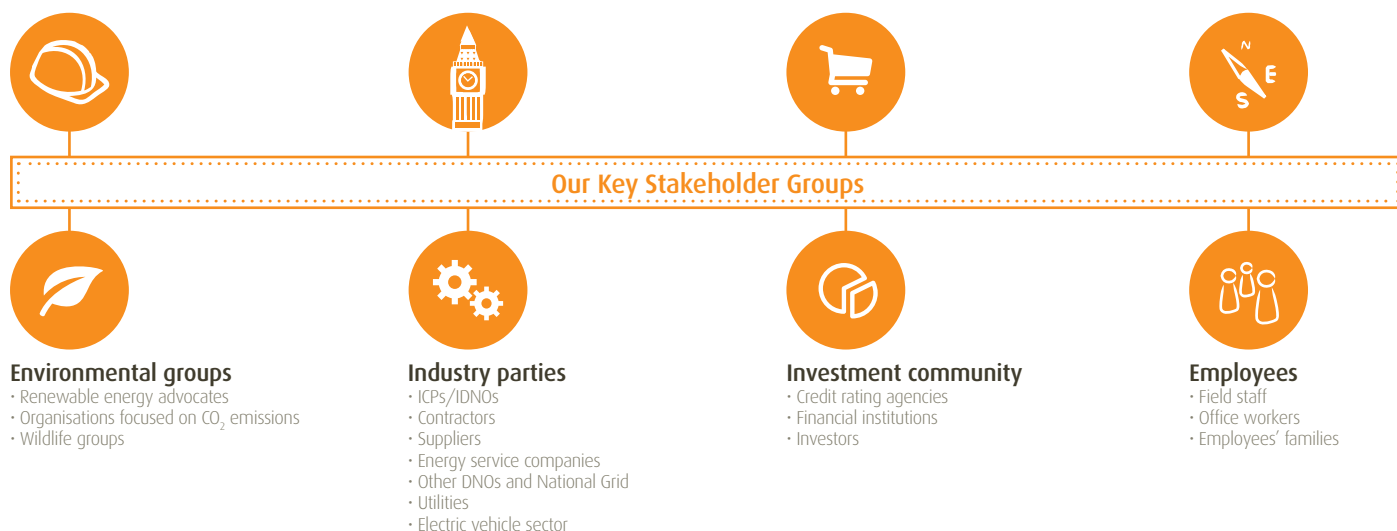 N
E
S
Our Key Stakeholder Groups
Environmental groups
· Renewable energy advocates
· Organisations focused on CO₂ emissions
· Wildlife groups
Industry parties
· ICPs/IDNOs
· Contractors
· Suppliers
· Energy service companies
· Other DNOs and National Grid
· Utilities
· Electric vehicle sector
Investment community
· Credit rating agencies
· Financial institutions
· Investors
Employees
· Field staff
· Office workers
· Employees’ families